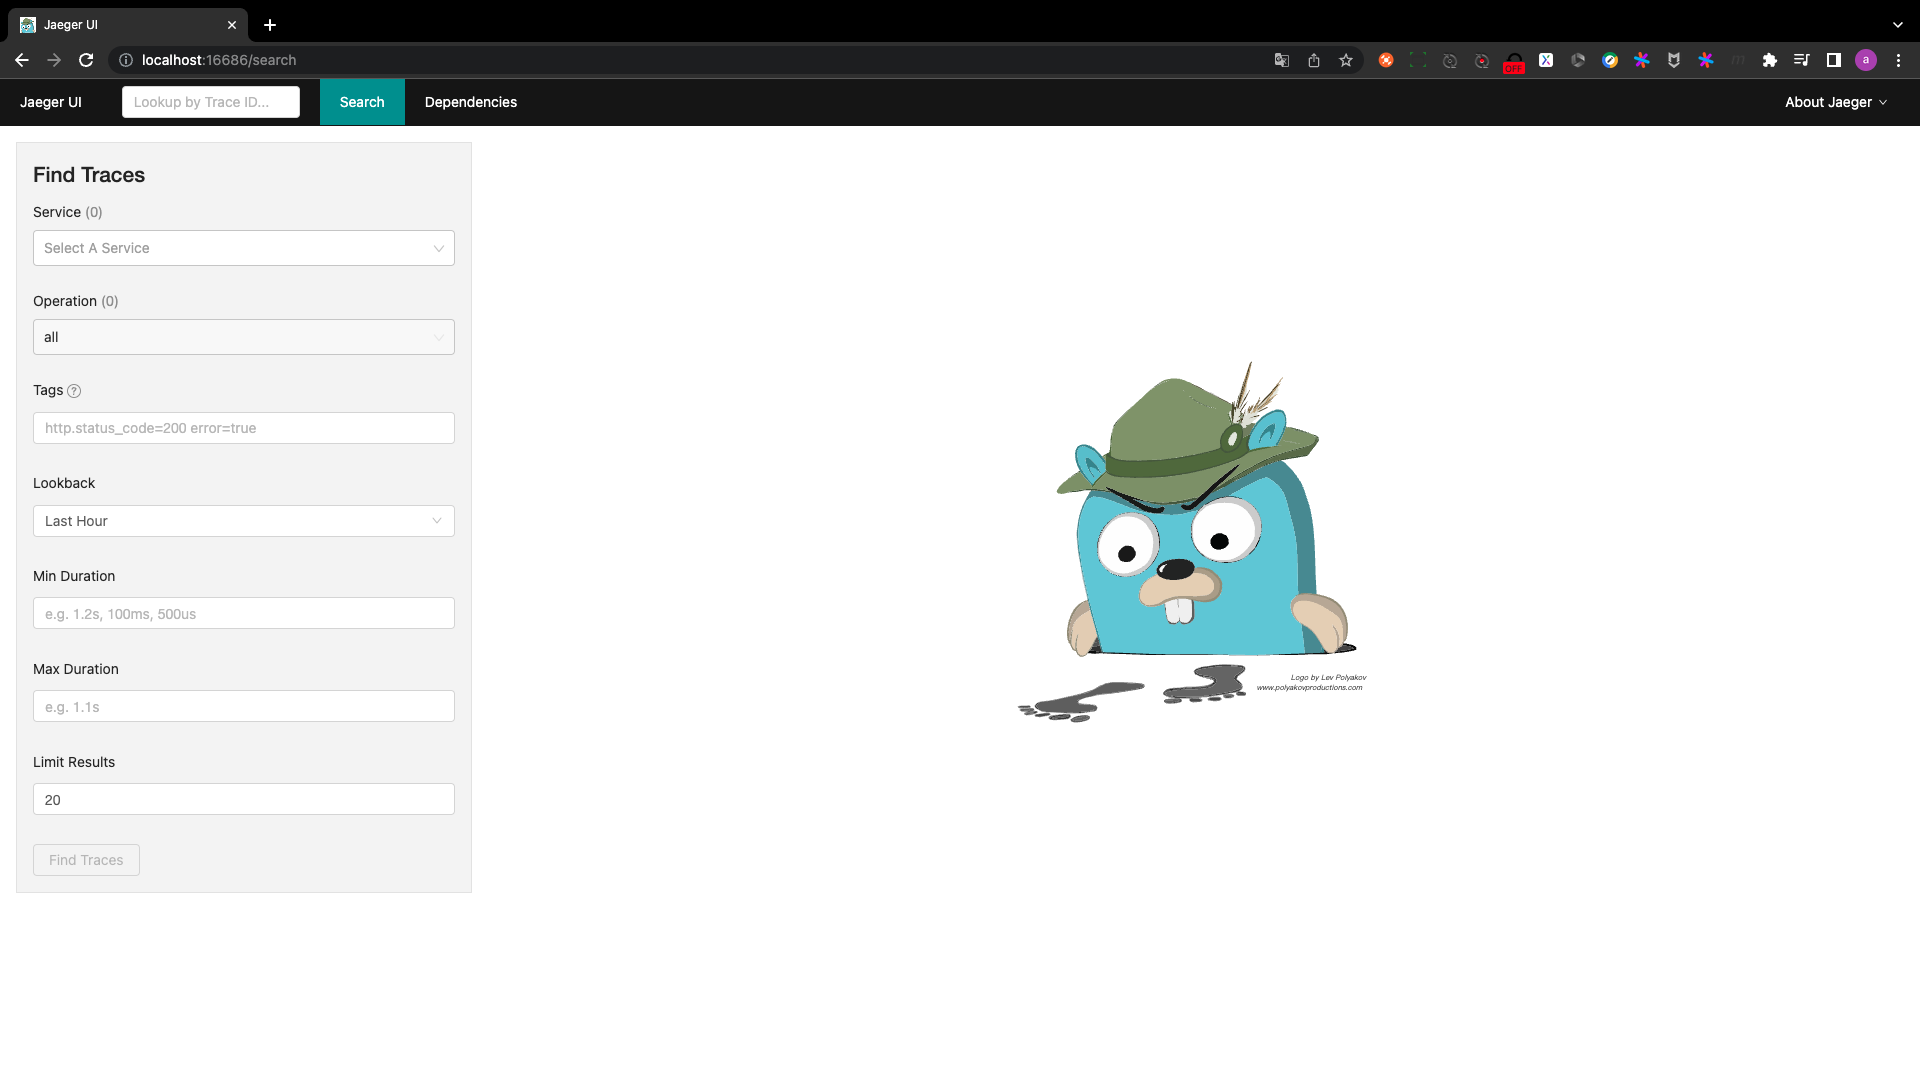 Jaeger UI
localhost:16686/search
OFF
a
Jaeger UI
Lookup by Trace ID...
Search
Dependencies
About Jaeger
Find Traces
Service (0)
Select A Service
Operation (0)
all
Tags ?
http.status_code=200 error=true
Lookback
Last Hour
Min Duration
e.g. 1.2s, 100ms, 500us
Max Duration
e.g. 1.1s
Limit Results
20
Find Traces
Logo by Lev Polyakov
www.polyakovproductions.com